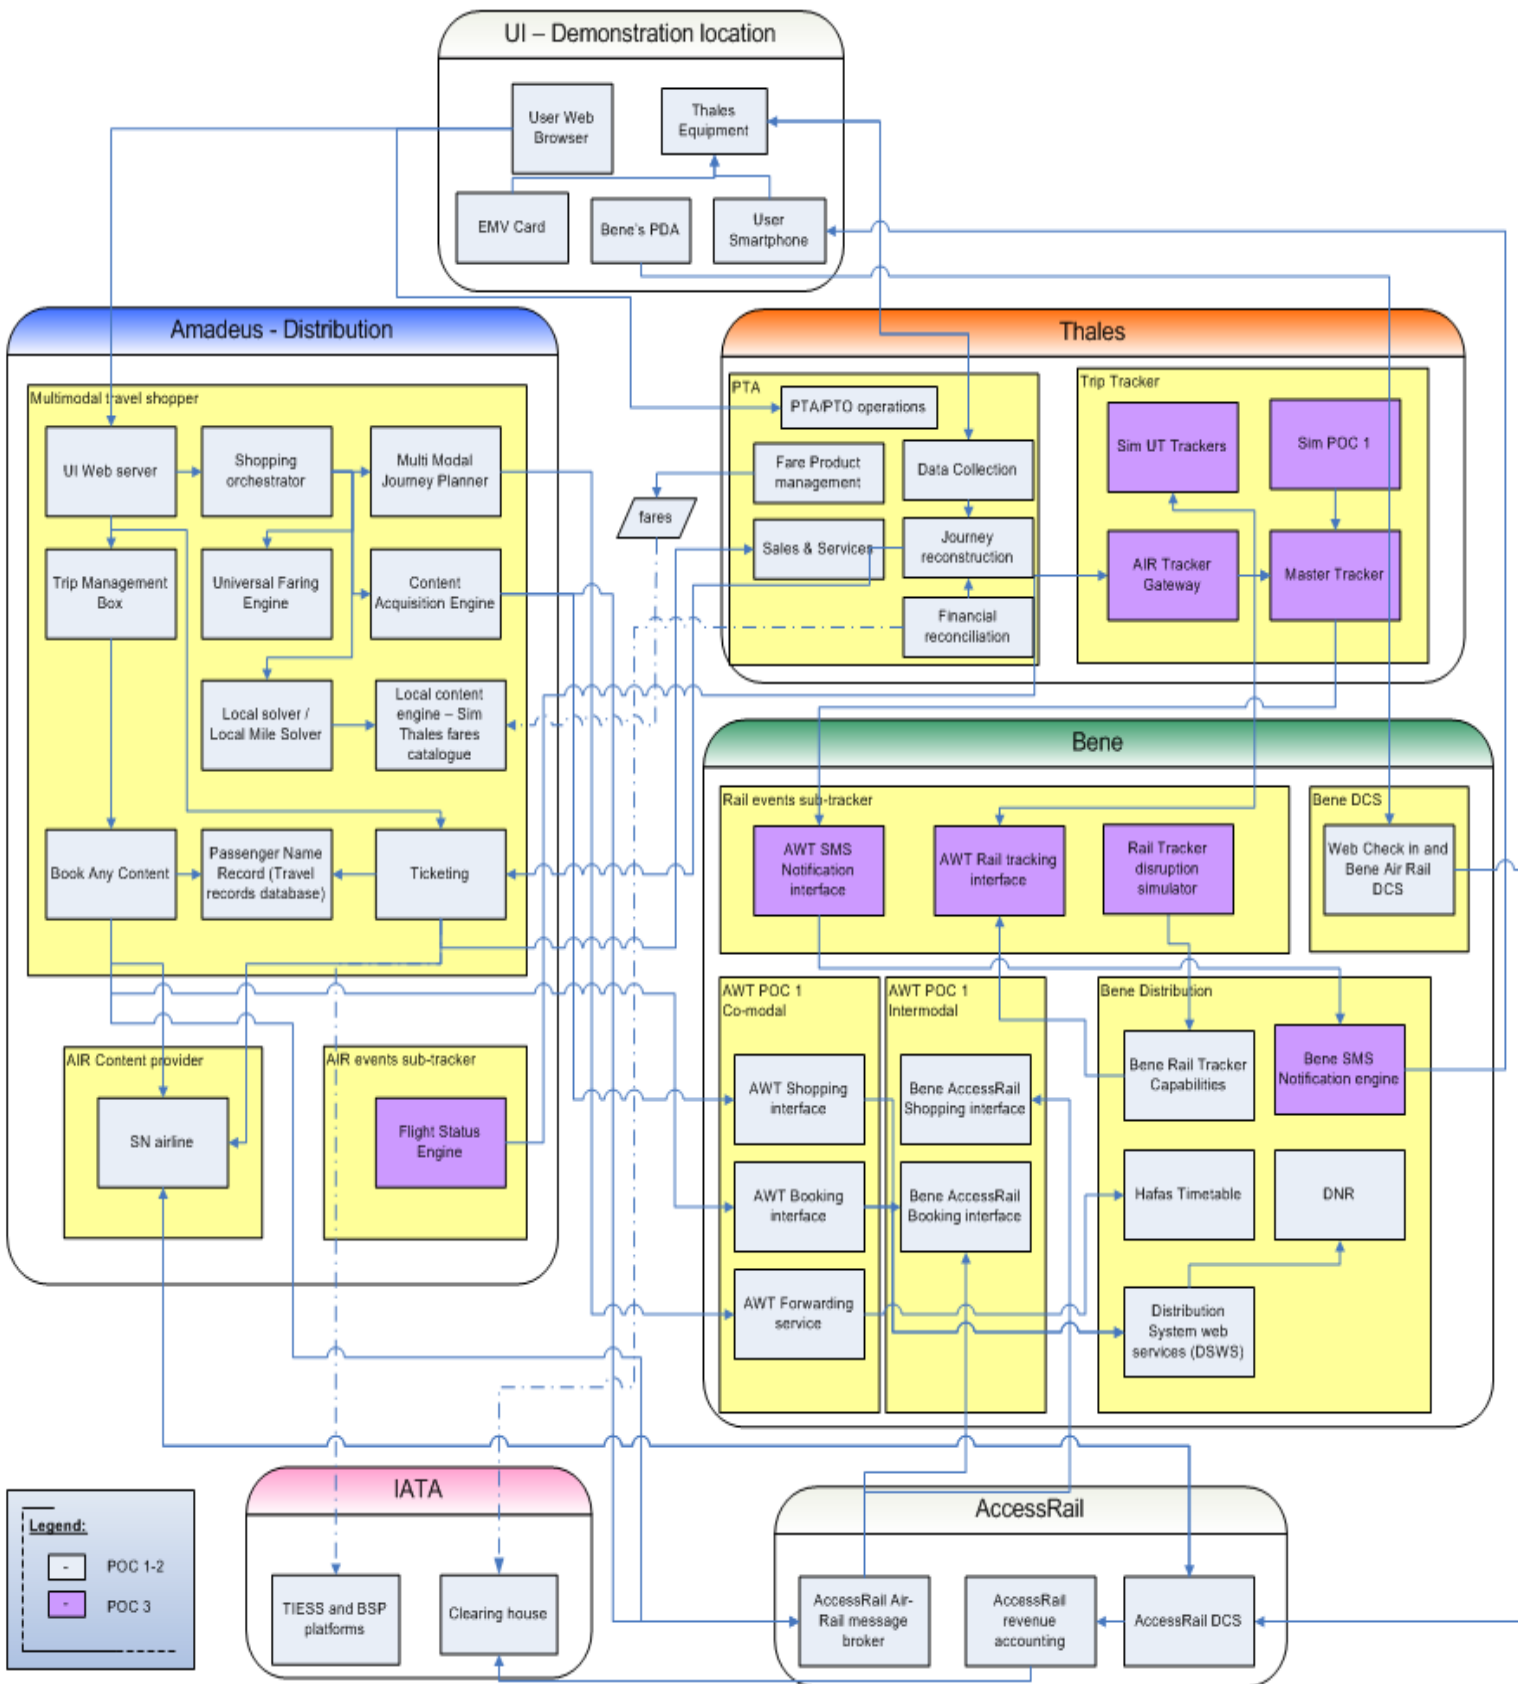 UI – Demonstration location
User Web
Browser
Thales
Equipment
EMV Card
Bene's PDA
User
Smartphone
Amadeus - Distribution
Multimodal travel shopper
UI Web server
Shopping
orchestrator
Multi Modal
Journey Planner
Trip Management
Box
Universal Faring
Engine
Content
Acquisition Engine
Local solver /
Local Mile Solver
Local content
engine – Sim
Thales fares
catalogue
Book Any Content
Passenger Name
Record (Travel
records database)
Ticketing
AIR Content provider
SN airline
AIR events sub-tracker
Flight Status
Engine
fares
Thales
PTA
PTA/PTO operations
Fare Product
management
Data Collection
Sales & Services
Journey
reconstruction
Financial
reconciliation
Trip Tracker
Sim UT Trackers
Sim POC 1
AIR Tracker
Gateway
Master Tracker
Bene
Rail events sub-tracker
AWT SMS
Notification
interface
AWT Rail tracking
interface
Rail Tracker
disruption
simulator
Bene DCS
Web Check in and
Bene Air Rail
DCS
AWT POC 1
Co-modal
AWT Shopping
interface
AWT Booking
interface
AWT Forwarding
service
AWT POC 1
Intermodal
Bene AccessRail
Shopping interface
Bene AccessRail
Booking interface
Bene Distribution
Bene Rail Tracker
Capabilities
Bene SMS
Notification engine
Hafas Timetable
DNR
Distribution
System web
services (DSWS)
IATA
TIESS and BSP
platforms
Clearing house
AccessRail
AccessRail Air-
Rail message
broker
AccessRail
revenue
accounting
AccessRail DCS
Legend:
- POC 1-2
- POC 3